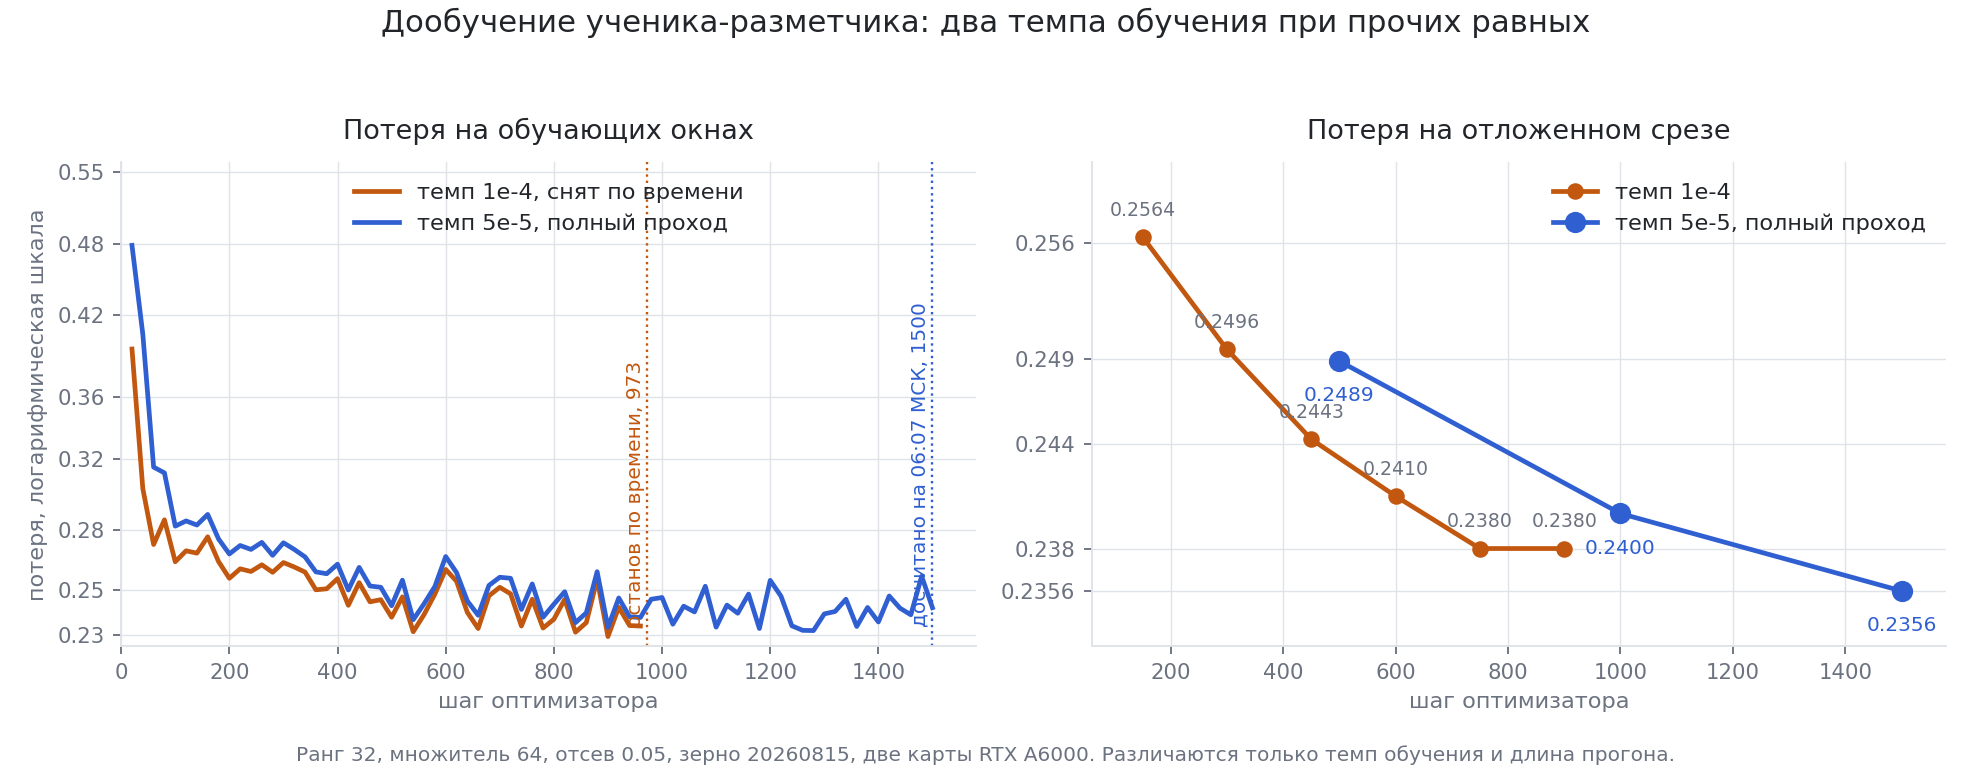 Дообучение ученика-разметчика: два темпа обучения при прочих равных
Потеря на обучающих окнах
потеря, логарифмическая шкала
0.55
0.48
0.42
0.36
0.32
0.28
0.25
0.23
темп 1e-4, снят по времени
темп 5e-5, полный проход
останов по времени, 973
досчитано на 06:07 МСК, 1500
0
200
400
600
800
1000
1200
1400
шаг оптимизатора
Потеря на отложенном срезе
0.256
0.249
0.244
0.238
0.2356
темп 1e-4
темп 5e-5, полный проход
0.2564
0.2496
0.2489
0.2443
0.2410
0.2380
0.2380
0.2400
0.2356
200
400
600
800
1000
1200
1400
шаг оптимизатора
Ранг 32, множитель 64, отсев 0.05, зерно 20260815, две карты RTX A6000. Различаются только темп обучения и длина прогона.